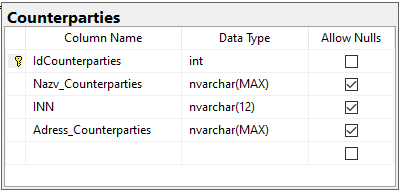 Counterparties
Column Name Data Type Allow Nulls
IdCounterparties int
Nazv_Counterparties nvarchar(MAX)
INN nvarchar(12)
Adress_Counterparties nvarchar(MAX)